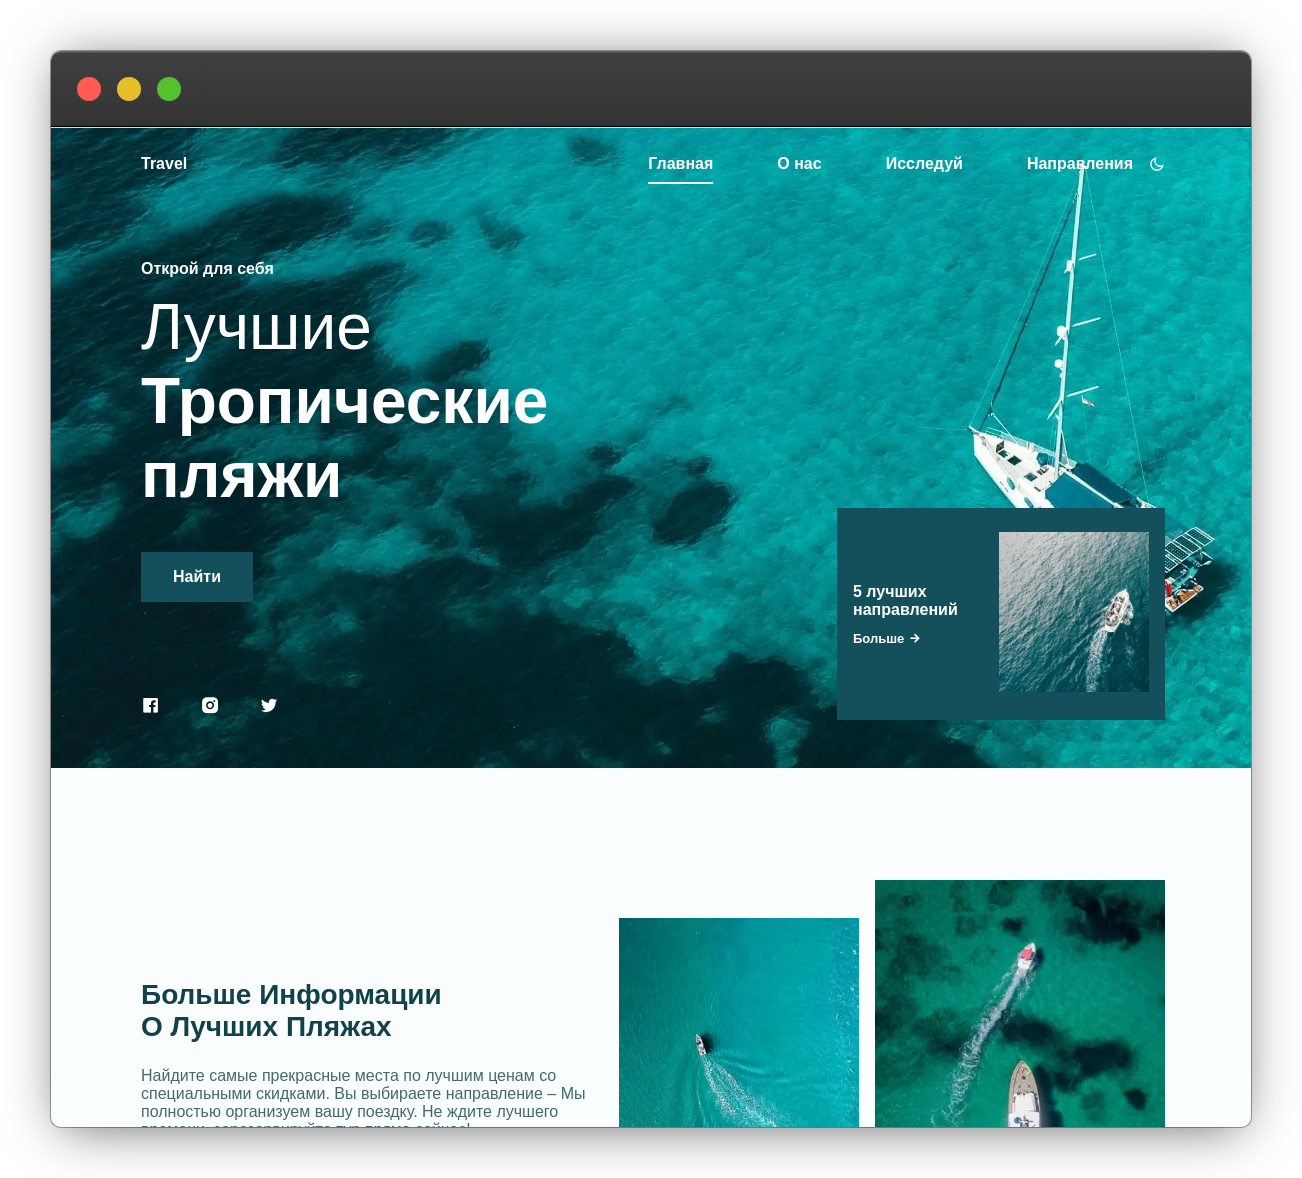 Travel
Главная
О нас
Исследуй
Направления
Открой для себя
Лучшие
Тропические
пляжи
Найти
5 лучших
направлений
Больше
Больше Информации
О Лучших Пляжах
Найдите самые прекрасные места по лучшим ценам со
специальными скидками. Вы выбираете направление – Мы
полностью организуем вашу поездку. Не ждите лучшего